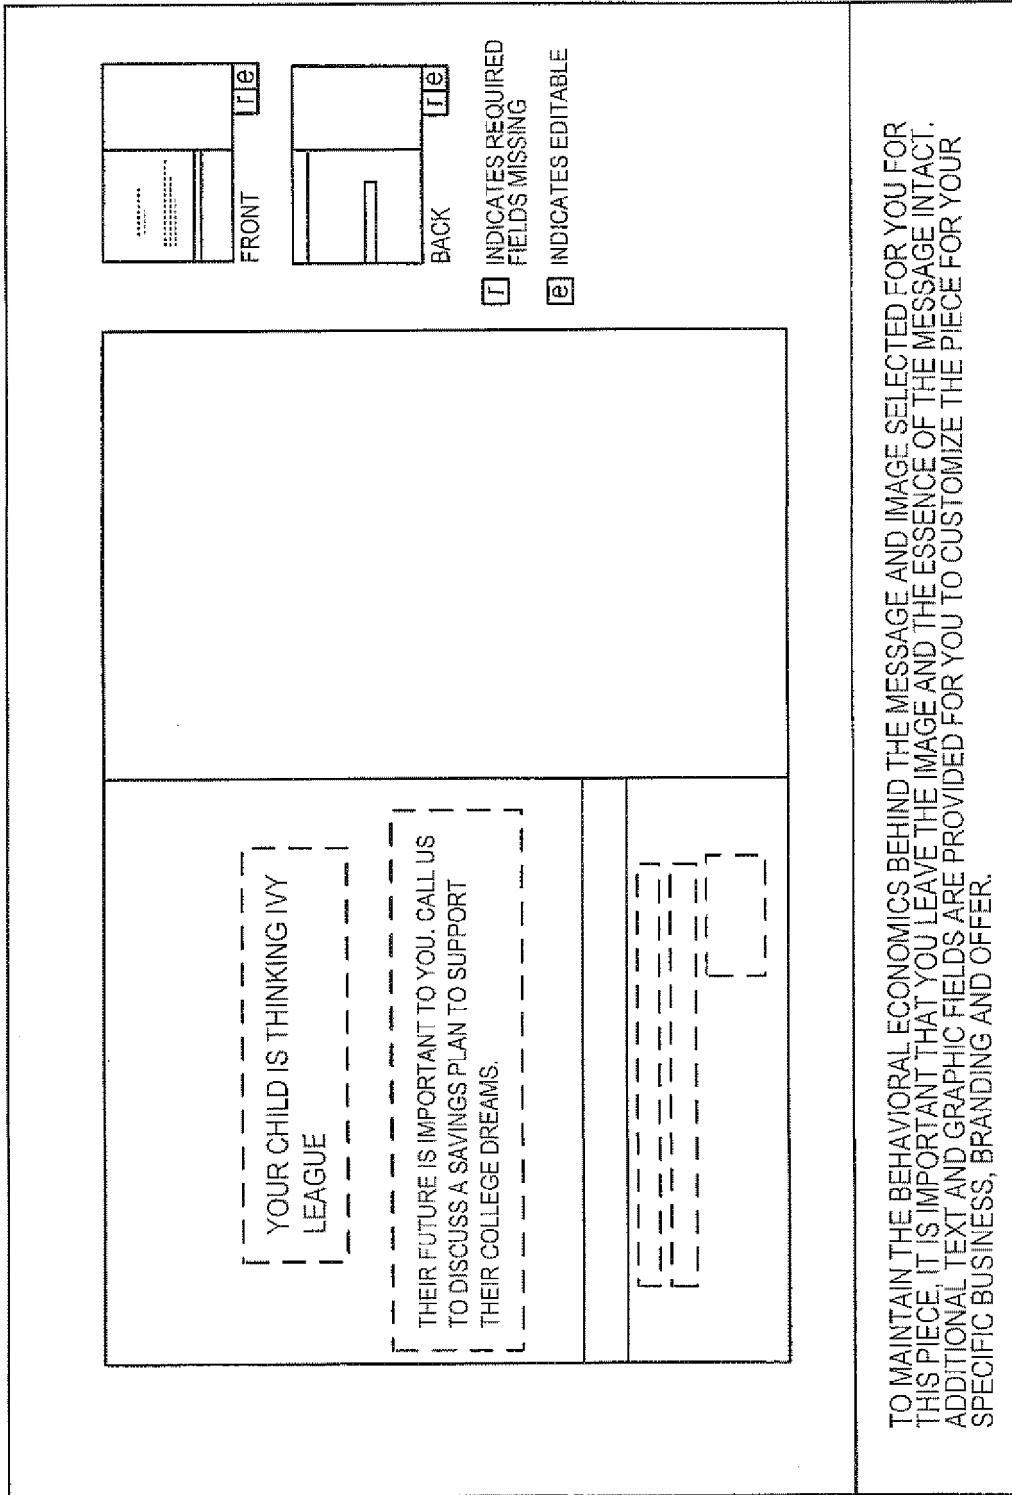 YOUR CHILD IS THINKING IVY
LEAGUE
THEIR FUTURE IS IMPORTANT TO YOU. CALL US
TO DISCUSS A SAVINGS PLAN TO SUPPORT
THEIR COLLEGE DREAMS.
r e
FRONT
r e
BACK
r INDICATES REQUIRED
FIELDS MISSING
e INDICATES EDITABLE
TO MAINTAIN THE BEHAVIORAL ECONOMICS BEHIND THE MESSAGE AND IMAGE SELECTED FOR YOU FOR
THIS PIECE, IT IS IMPORTANT THAT YOU LEAVE THE IMAGE AND THE ESSENCE OF THE MESSAGE INTACT.
ADDITIONAL TEXT AND GRAPHIC FIELDS ARE PROVIDED FOR YOU TO CUSTOMIZE THE PIECE FOR YOUR
SPECIFIC BUSINESS, BRANDING AND OFFER.